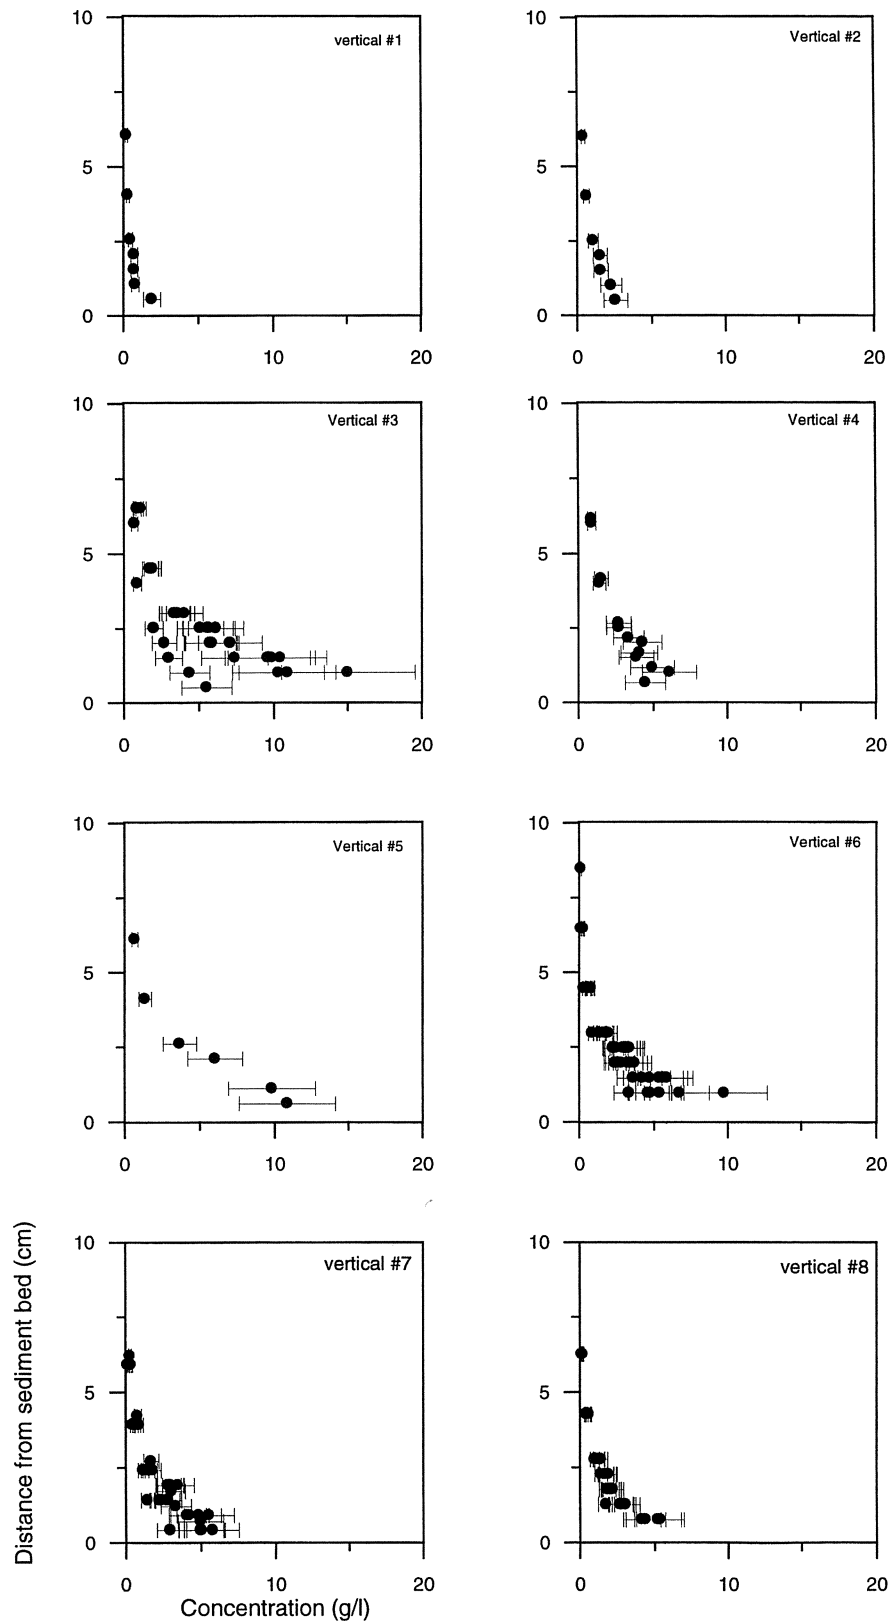 10
vertical #1
5
0
0 10 20
10
Vertical #2
5
0
0 10 20
10
Vertical #3
5
0
0 10 20
10
Vertical #4
5
0
0 10 20
10
Vertical #5
5
0
0 10 20
10
Vertical #6
5
0
0 10 20
10
vertical #7
5
0
0 10 20
10
vertical #8
5
0
0 10 20
Distance from sediment bed (cm)
Concentration (g/l)